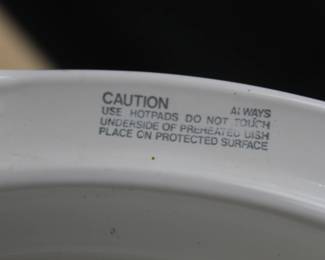 CAUTION ALWAYS
USE HOTPADS DO NOT TOUCH
UNDERSIDE OF PREHEATED DISH
PLACE ON PROTECTED SURFACE